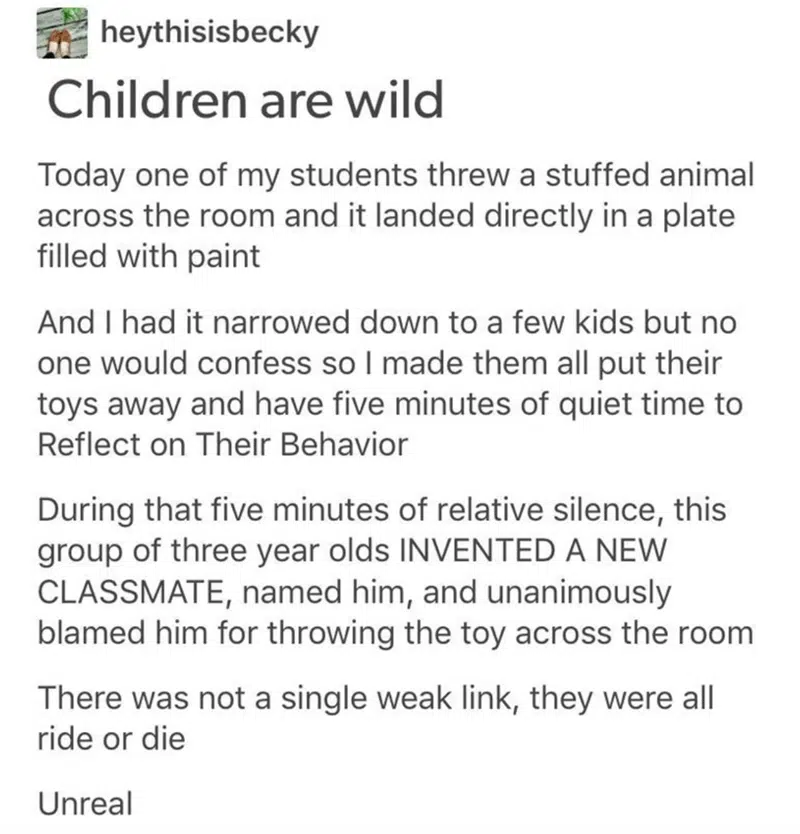 heythisisbecky
Children are wild
Today one of my students threw a stuffed animal
across the room and it landed directly in a plate
filled with paint
And I had it narrowed down to a few kids but no
one would confess so I made them all put their
toys away and have five minutes of quiet time to
Reflect on Their Behavior
During that five minutes of relative silence, this
group of three year olds INVENTED A NEW
CLASSMATE, named him, and unanimously
blamed him for throwing the toy across the room
There was not a single weak link, they were all
ride or die
Unreal